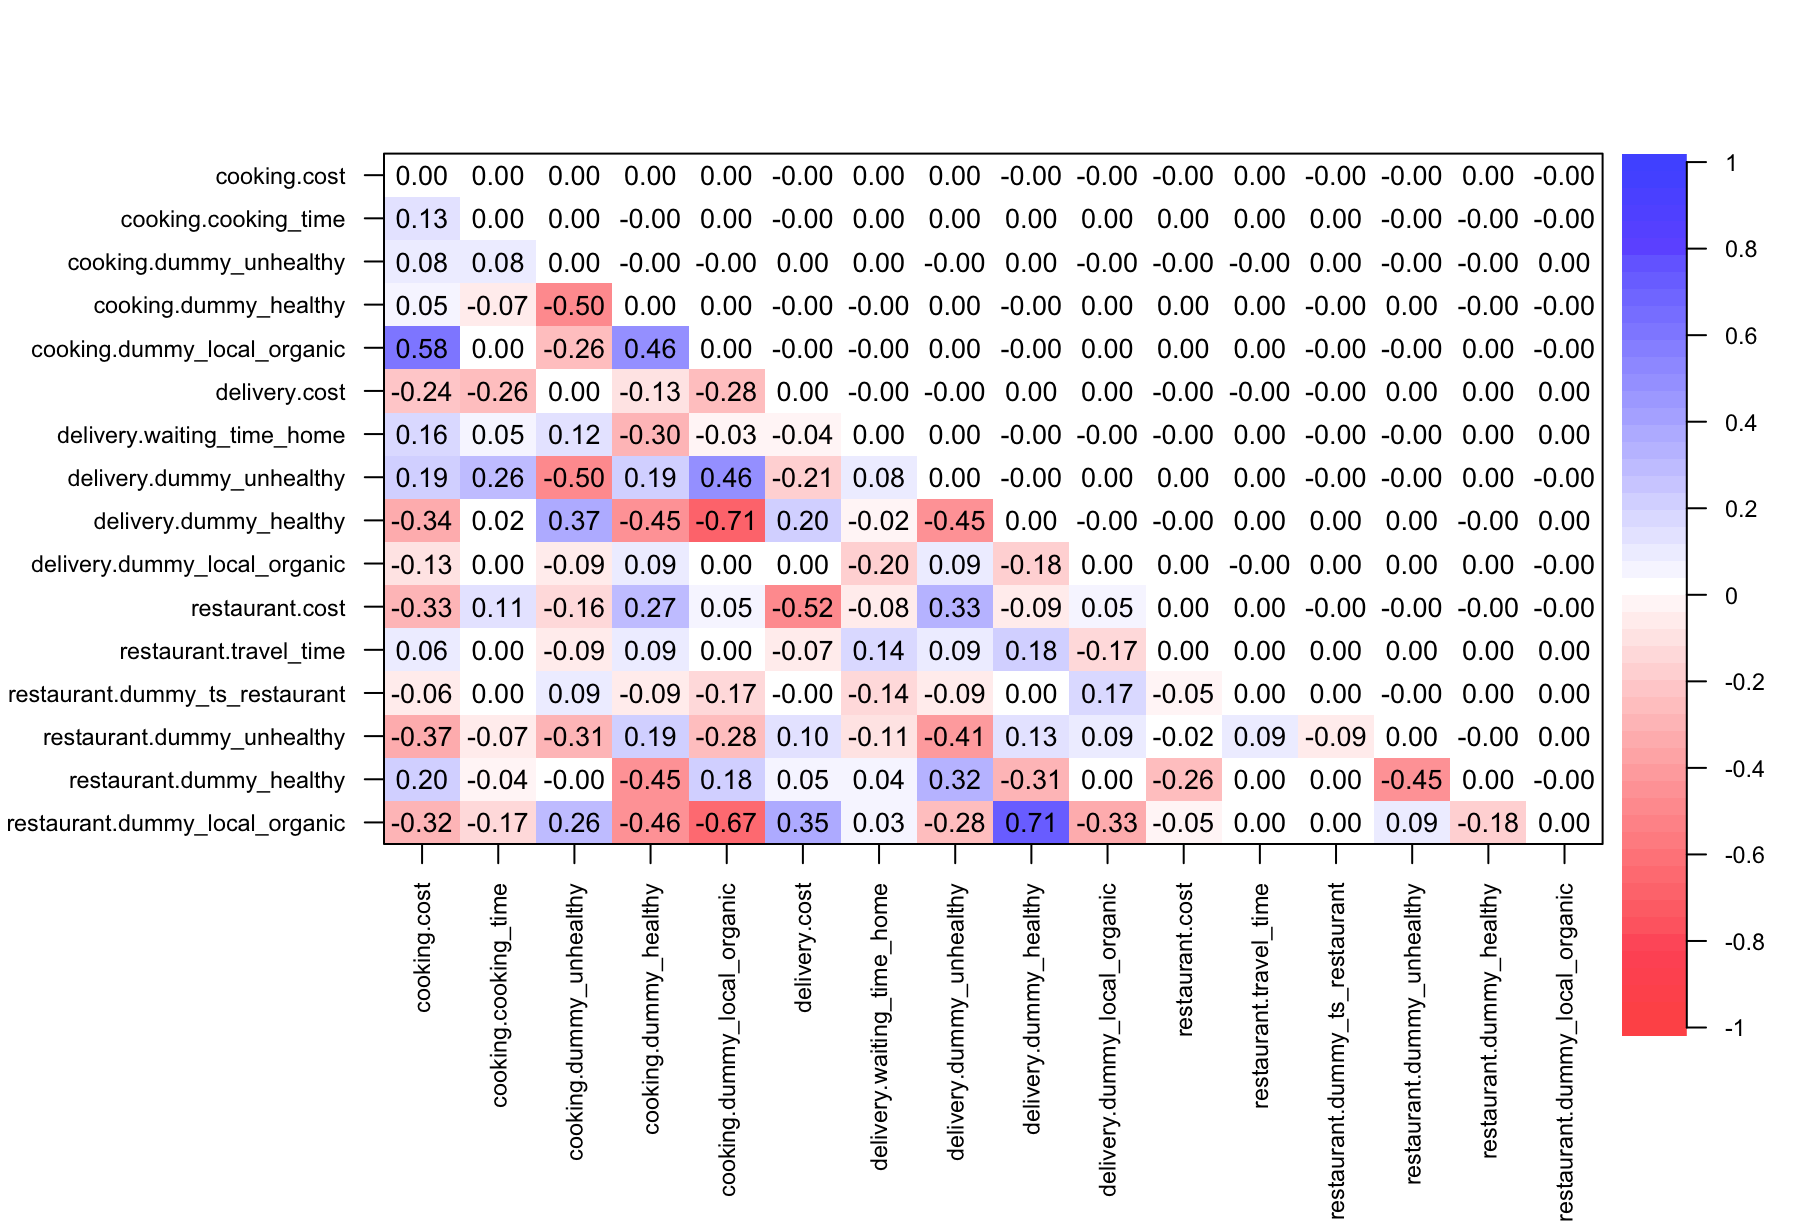 cooking.cost 0.00 0.00 0.00 0.00 0.00 -0.00 0.00 0.00 -0.00 -0.00 -0.00 0.00 -0.00 -0.00 0.00 -0.00
cooking.cooking_time 0.13 0.00 0.00 -0.00 0.00 -0.00 0.00 0.00 0.00 0.00 0.00 0.00 0.00 -0.00 -0.00 -0.00
cooking.dummy_unhealthy 0.08 0.08 0.00 -0.00 -0.00 0.00 0.00 -0.00 0.00 -0.00 -0.00 -0.00 0.00 -0.00 -0.00 0.00
cooking.dummy_healthy 0.05 -0.07 -0.50 0.00 0.00 -0.00 -0.00 0.00 -0.00 0.00 0.00 0.00 -0.00 0.00 -0.00 -0.00
cooking.dummy_local_organic 0.58 0.00 -0.26 0.46 0.00 -0.00 -0.00 0.00 -0.00 0.00 0.00 0.00 -0.00 -0.00 0.00 -0.00
delivery.cost -0.24 -0.26 0.00 -0.13 -0.28 0.00 -0.00 -0.00 0.00 0.00 -0.00 -0.00 -0.00 0.00 0.00 0.00
delivery.waiting_time_home 0.16 0.05 0.12 -0.30 -0.03 -0.04 0.00 0.00 -0.00 -0.00 -0.00 0.00 -0.00 -0.00 0.00 0.00
delivery.dummy_unhealthy 0.19 0.26 -0.50 0.19 0.46 -0.21 0.08 0.00 -0.00 0.00 0.00 0.00 -0.00 -0.00 0.00 -0.00
delivery.dummy_healthy -0.34 0.02 0.37 -0.45 -0.71 0.20 -0.02 -0.45 0.00 -0.00 -0.00 0.00 0.00 0.00 -0.00 0.00
delivery.dummy_local_organic -0.13 0.00 -0.09 0.09 0.00 0.00 -0.20 0.09 -0.18 0.00 0.00 -0.00 0.00 0.00 0.00 -0.00
restaurant.cost -0.33 0.11 -0.16 0.27 0.05 -0.52 -0.08 0.33 -0.09 0.05 0.00 0.00 -0.00 -0.00 -0.00 -0.00
restaurant.travel_time 0.06 0.00 -0.09 0.09 0.00 -0.07 0.14 0.09 0.18 -0.17 0.00 0.00 0.00 0.00 0.00 0.00
restaurant.dummy_ts_restaurant -0.06 0.00 0.09 -0.09 -0.17 -0.00 -0.14 -0.09 0.00 0.17 -0.05 0.00 0.00 -0.00 0.00 0.00
restaurant.dummy_unhealthy -0.37 -0.07 -0.31 0.19 -0.28 0.10 -0.11 -0.41 0.13 0.09 -0.02 0.09 -0.09 0.00 -0.00 0.00
restaurant.dummy_healthy 0.20 -0.04 -0.00 -0.45 0.18 0.05 0.04 0.32 -0.31 0.00 -0.26 0.00 0.00 -0.45 0.00 -0.00
restaurant.dummy_local_organic -0.32 -0.17 0.26 -0.46 -0.67 0.35 0.03 -0.28 0.71 -0.33 -0.05 0.00 0.00 0.09 -0.18 0.00
cooking.cost
cooking.cooking_time
cooking.dummy_unhealthy
cooking.dummy_healthy
cooking.dummy_local_organic
delivery.cost
delivery.waiting_time_home
delivery.dummy_unhealthy
delivery.dummy_healthy
delivery.dummy_local_organic
restaurant.cost
restaurant.travel_time
restaurant.dummy_ts_restaurant
restaurant.dummy_unhealthy
restaurant.dummy_healthy
restaurant.dummy_local_organic
1
0.8
0.6
0.4
0.2
0
-0.2
-0.4
-0.6
-0.8
-1